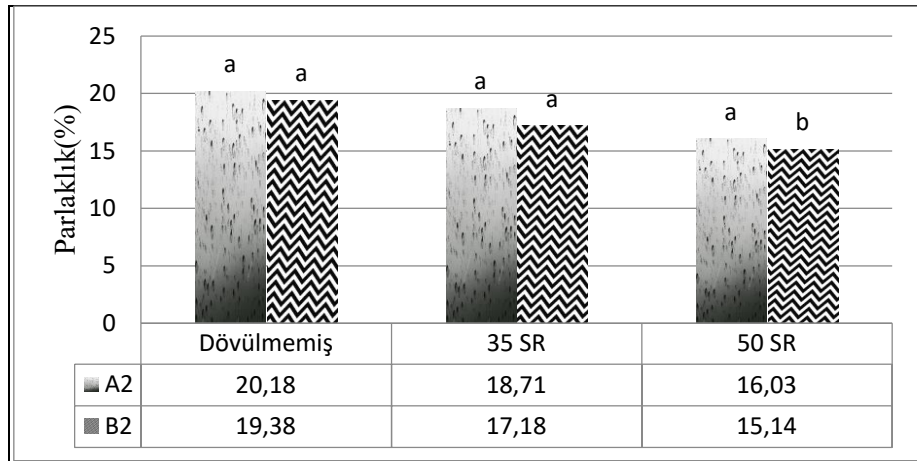 25
a
a
20
a
a
a
b
15
10
5
0
Parlaklık(%)
Dövülmemiş 35 SR 50 SR
A2 20,18 18,71 16,03
B2 19,38 17,18 15,14